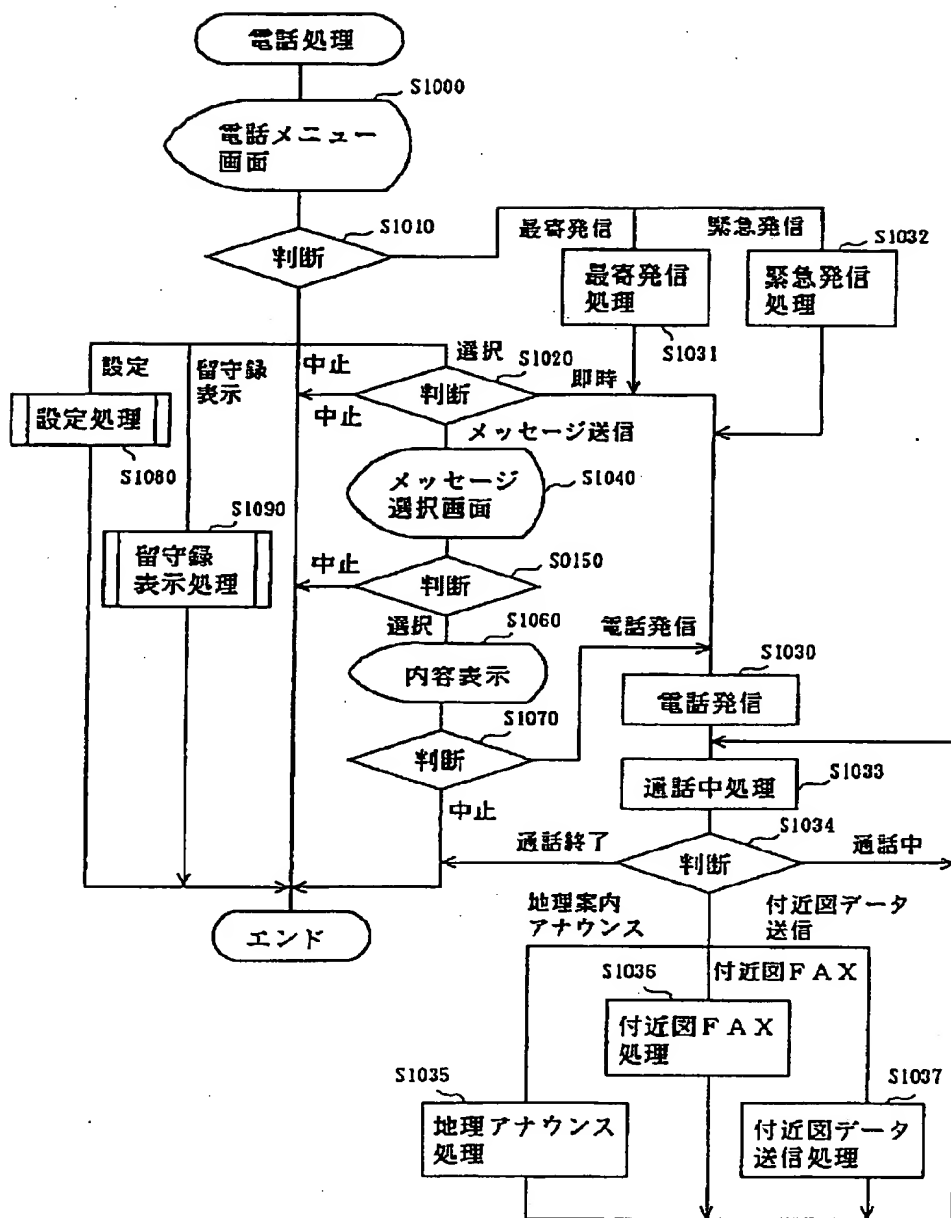 電話処理
S1000
電話メニュー
画面
S1010
判断
最寄発信
緊急発信
S1032
最寄発信
処理
緊急発信
処理
S1031
設定
留守録
表示
中止
選択
S1020
判断
即時
中止
設定処理
メッセージ送信
S1080
メッセージ
選択画面
S1040
S1090
留守録
表示処理
中止
判断
S0150
選択
S1060
電話発信
内容表示
S1030
電話発信
S1070
判断
通話中処理
S1033
中止
S1034
通話終了
判断
通話中
エンド
地理案内
アナウンス
付近図データ
送信
S1036
付近図FAX
付近図FAX
処理
S1035
S1037
地理アナウンス
処理
付近図データ
送信処理